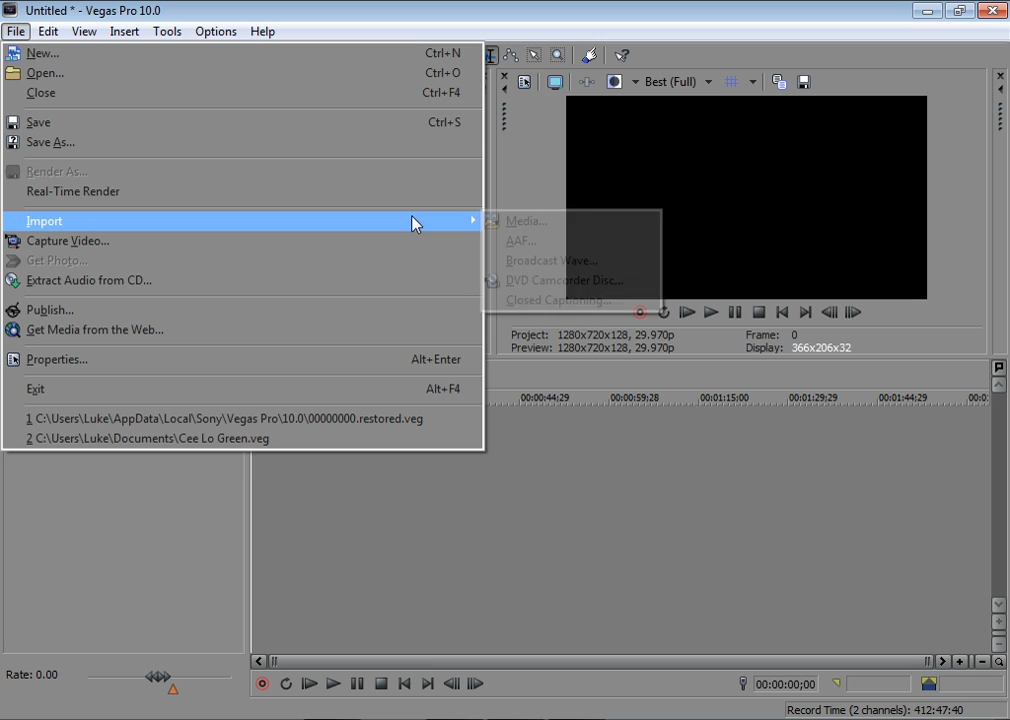 Untitled * - Vegas Pro 10.0
File Edit View Insert Tools Options Help
New... Ctrl+N
Open... Ctrl+O
Close Ctrl+F4
Save Ctrl+S
Save As...
Render As...
Real-Time Render
Import
Capture Video...
Get Photo...
Extract Audio from CD...
Publish...
Get Media from the Web...
Properties... Alt+Enter
Exit Alt+F4
1 C:\Users\Luke\AppData\Local\Sony\Vegas Pro\10.0\00000000.restored.veg
2 C:\Users\Luke\Documents\Cee Lo Green.veg
Media...
AAF...
Broadcast Wave...
DVD Camcorder Disc...
Closed Captioning...
Best (Full)
Project: 1280x720x128, 29.970p Frame: 0
Preview: 1280x720x128, 29.970p Display: 366x206x32
00:00:44;29 00:00:59;28 00:01:15:00 00:01:29;29 00:01:44;29 00:0
Rate: 0.00
00:00:00;00
Record Time (2 channels): 412:47:40